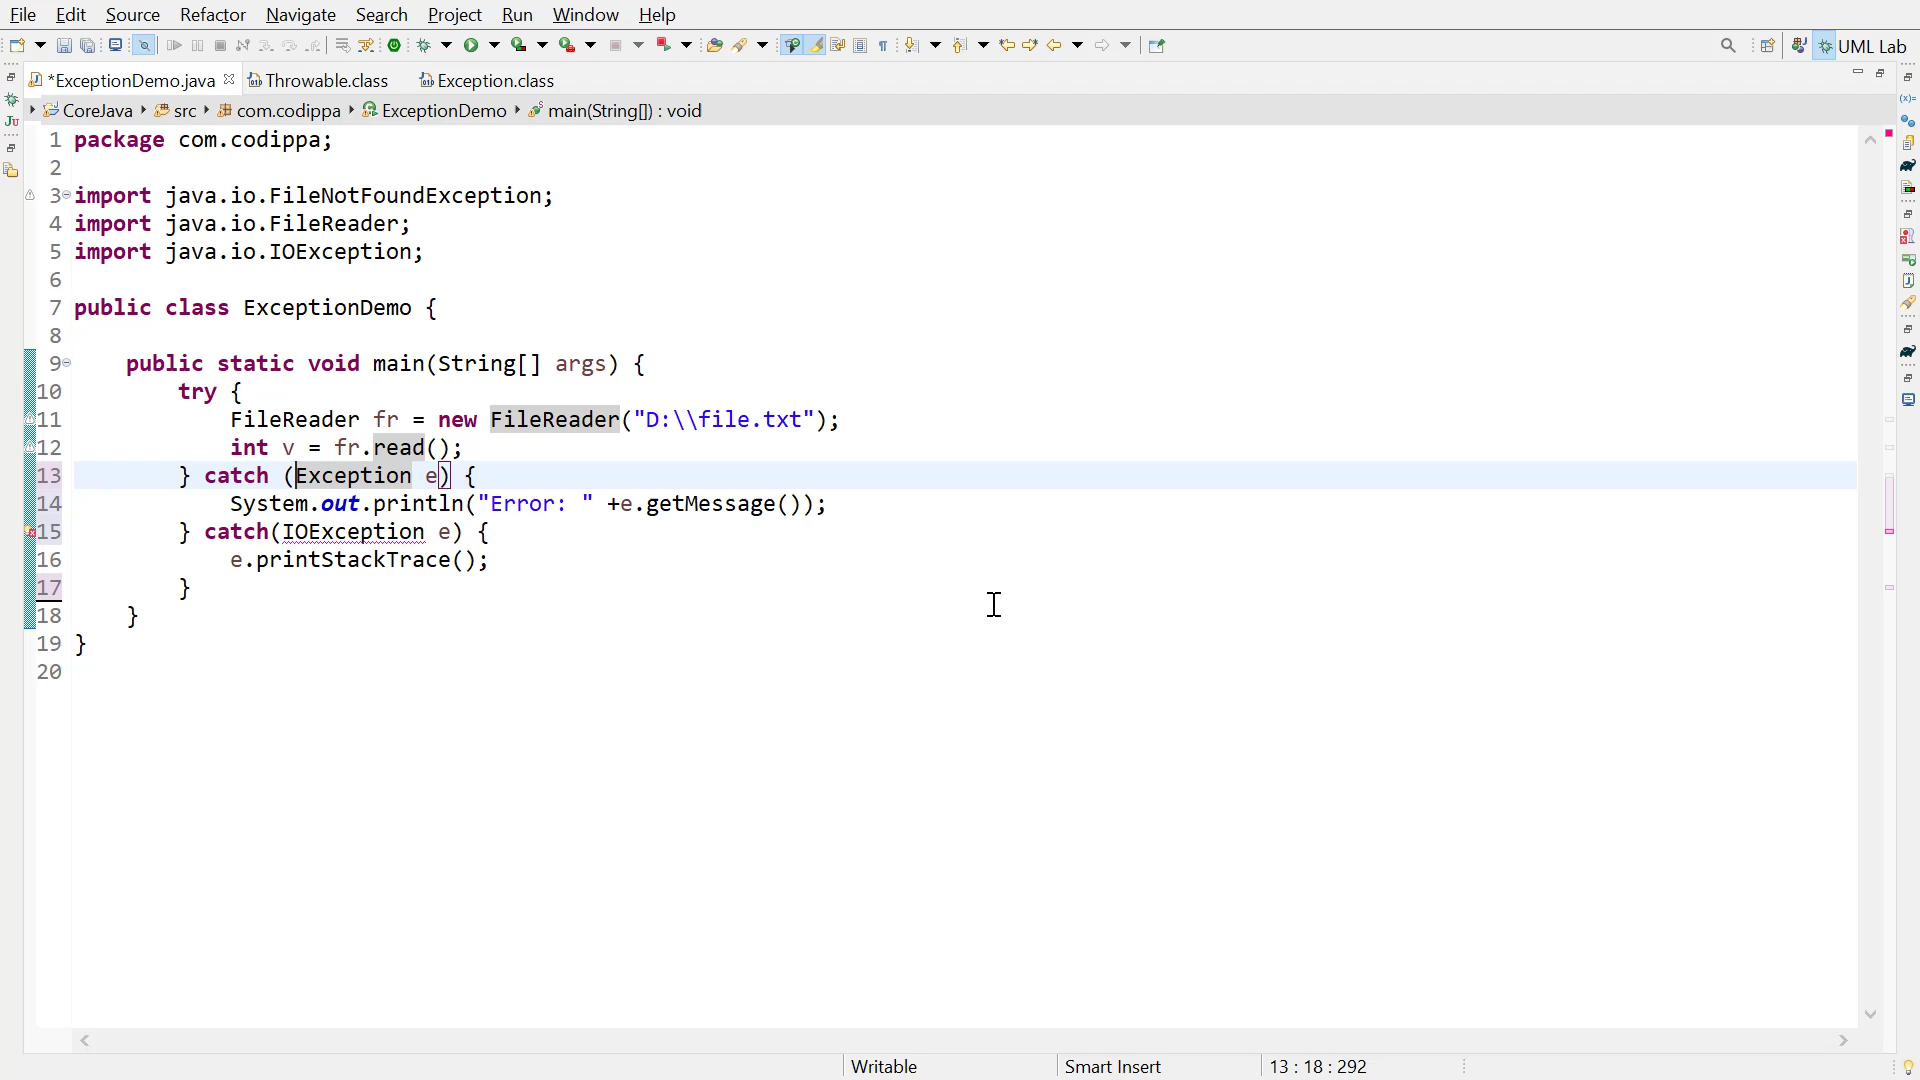 File Edit Source Refactor Navigate Search Project Run Window Help
UML Lab
*ExceptionDemo.java Throwable.class Exception.class
CoreJava src com.codippa ExceptionDemo main(String[]) : void
1 package com.codippa;
2
3 import java.io.FileNotFoundException;
4 import java.io.FileReader;
5 import java.io.IOException;
6
7 public class ExceptionDemo {
8
9 public static void main(String[] args) {
10 try {
11 FileReader fr = new FileReader("D:\\file.txt");
12 int v = fr.read();
13 } catch (Exception e) {
14 System.out.println("Error: " +e.getMessage());
15 } catch(IOException e) {
16 e.printStackTrace();
17 }
18 }
19 }
20
Writable Smart Insert 13 : 18 : 292